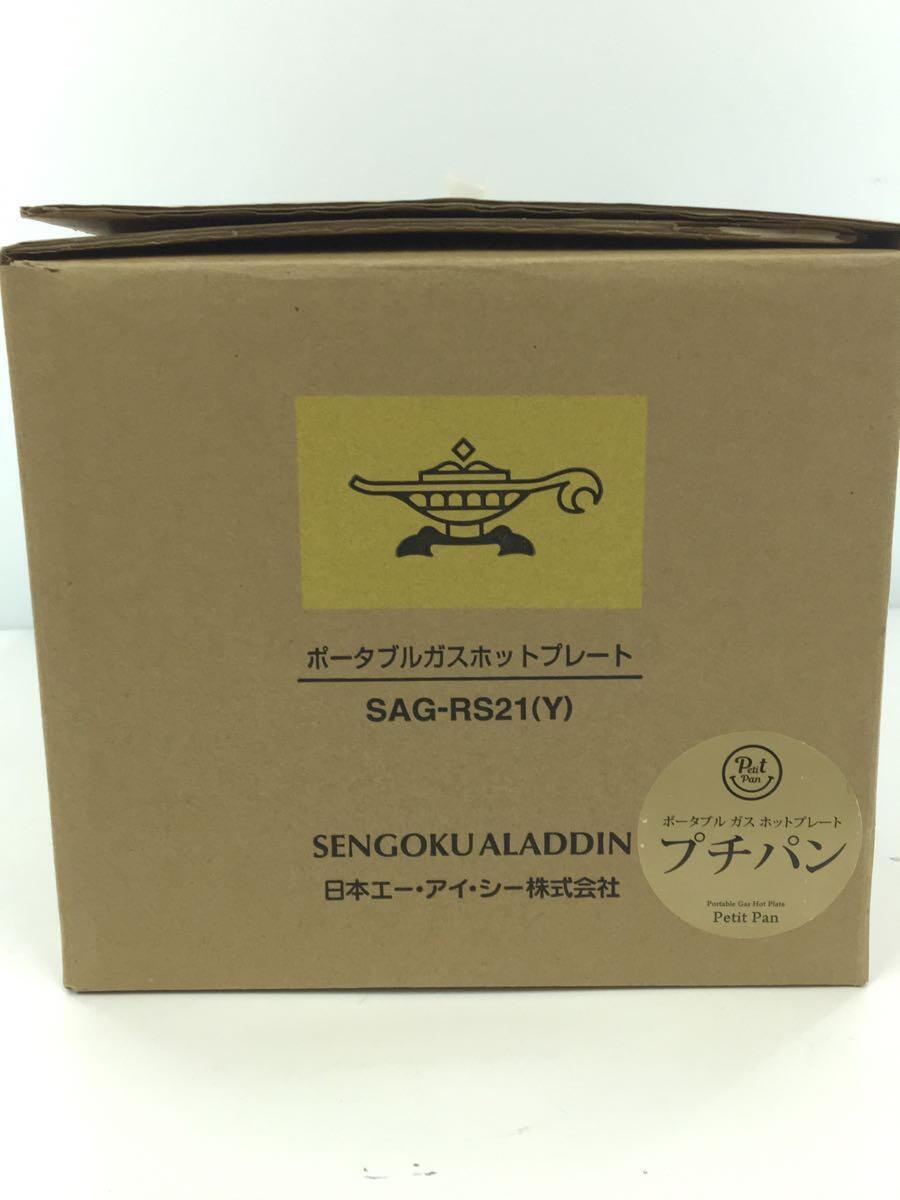 ポータブルガスホットプレート
SAG-RS21(Y)
SENGOKU ALADDIN
日本エー・アイ・シー株式会社
Petit
Pan
ポータブル ガス ホットプレート
プチパン
Portable Gas Hot Plate
Petit Pan